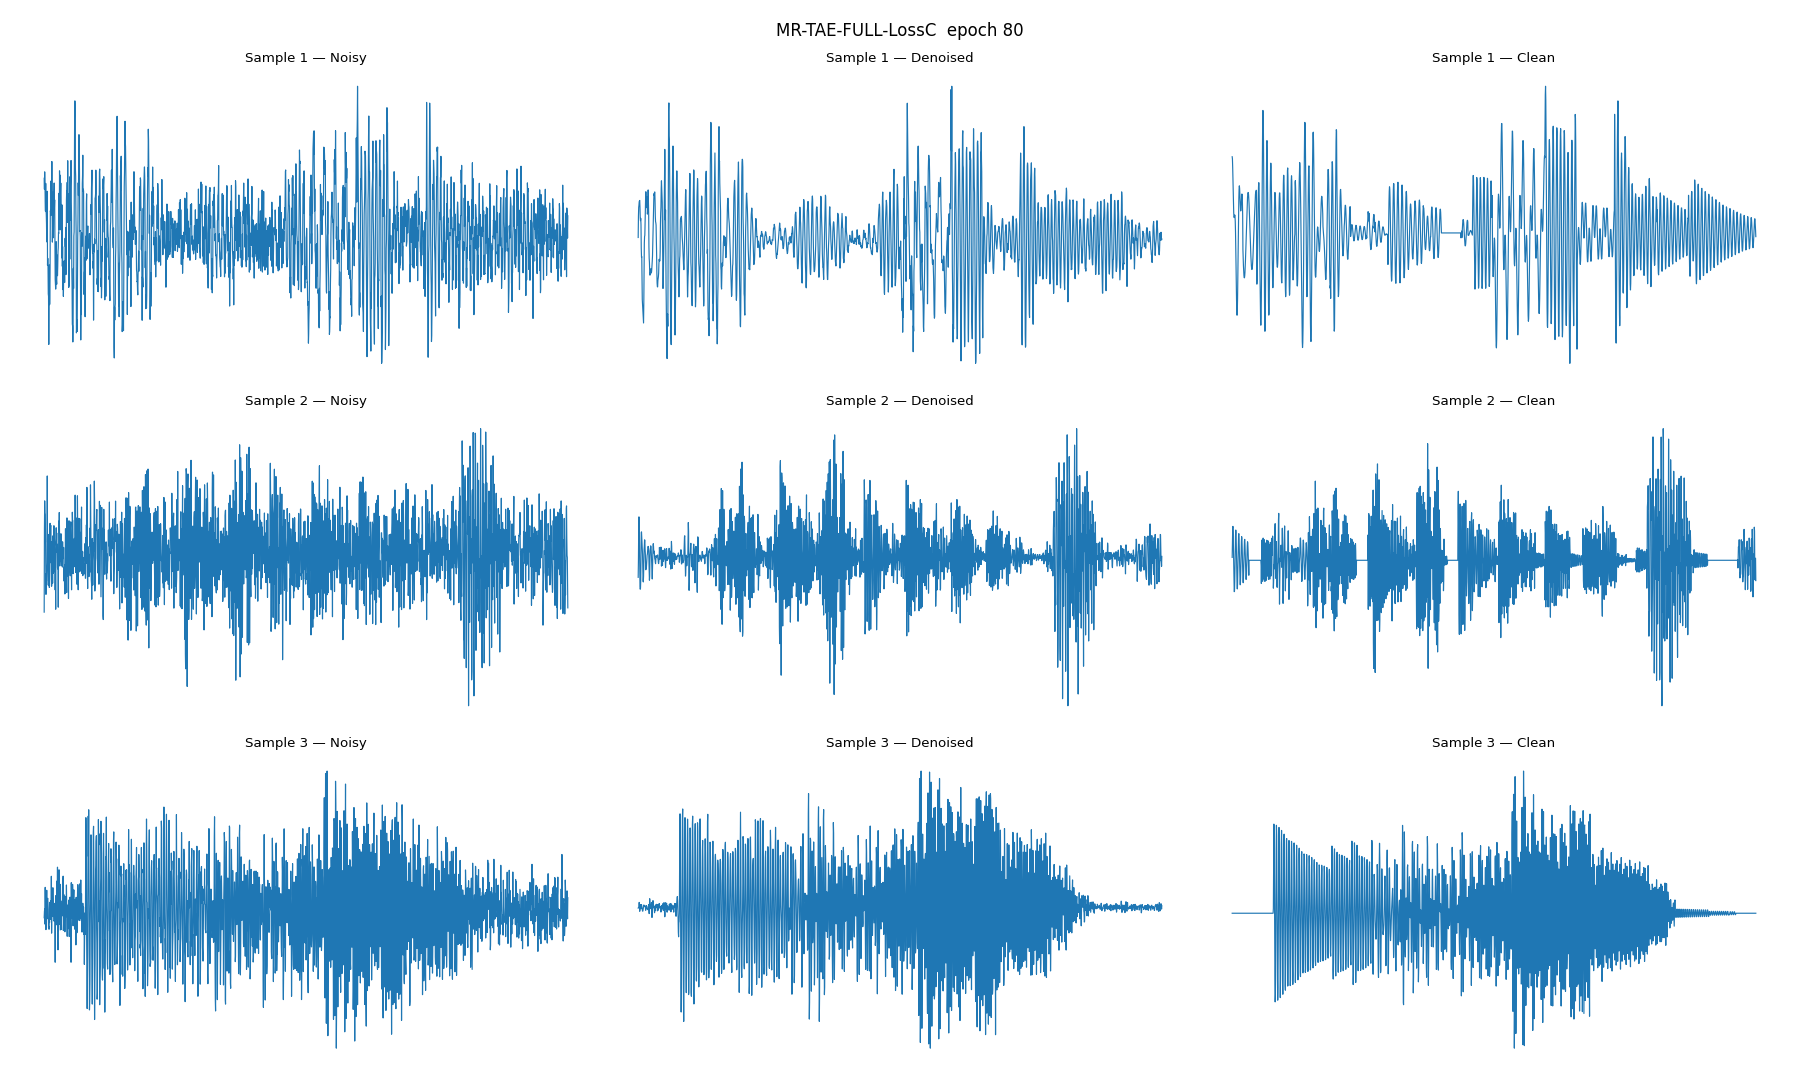 MR-TAE-FULL-LossC  epoch 80
Sample 1 — Noisy
Sample 1 — Denoised
Sample 1 — Clean
Sample 2 — Noisy
Sample 2 — Denoised
Sample 2 — Clean
Sample 3 — Noisy
Sample 3 — Denoised
Sample 3 — Clean